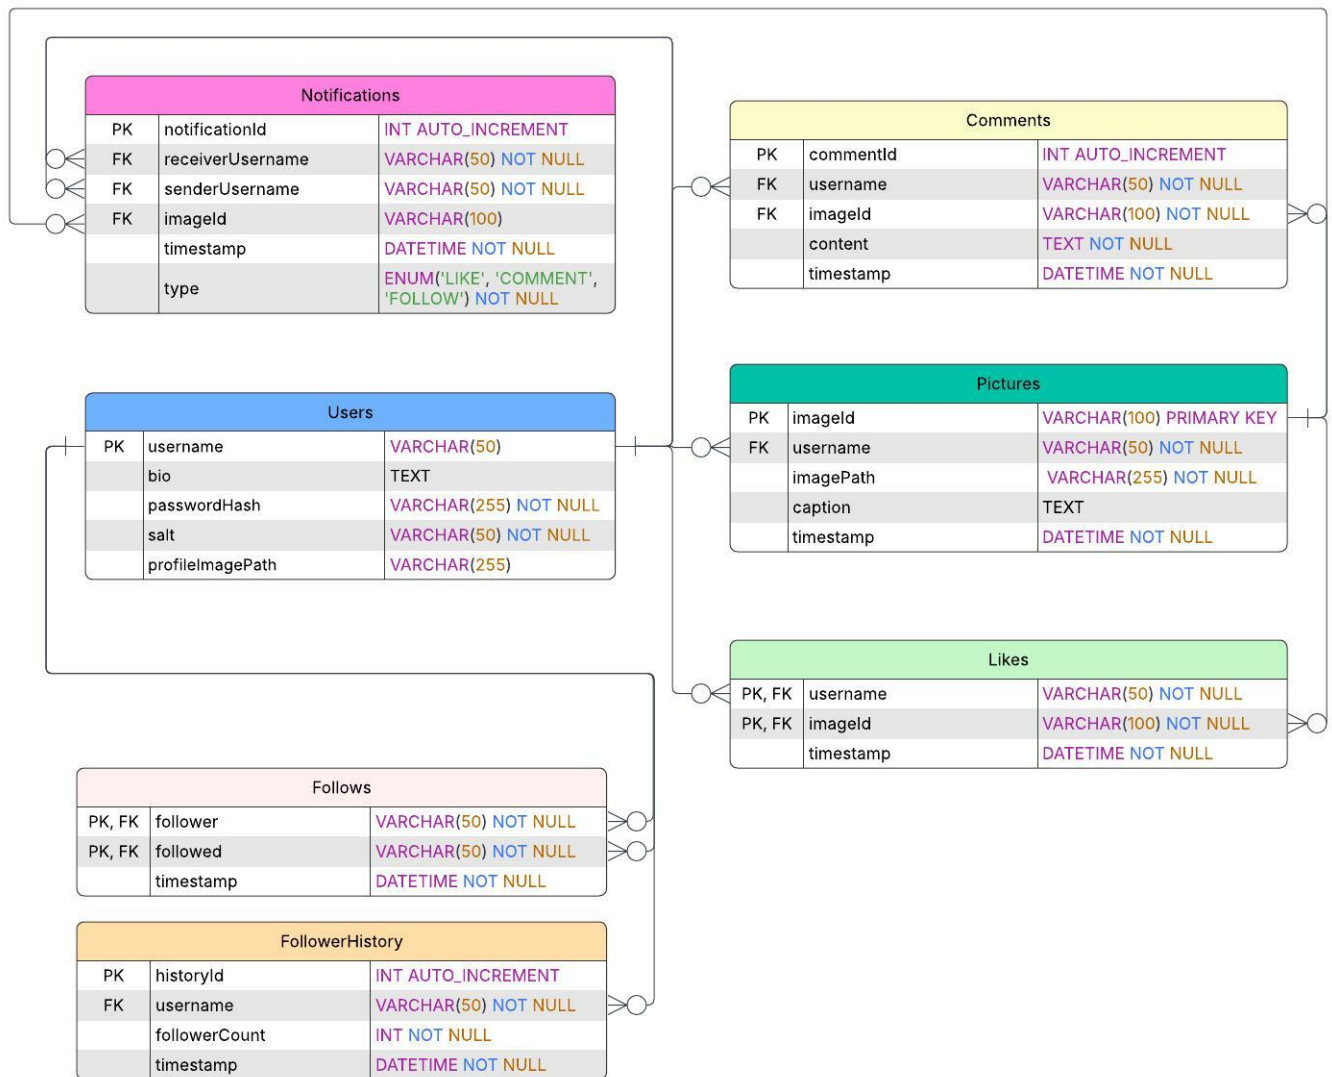 Notifications
PK notificationId INT AUTO_INCREMENT
FK receiverUsername VARCHAR(50) NOT NULL
FK senderUsername VARCHAR(50) NOT NULL
FK imageId VARCHAR(100)
timestamp DATETIME NOT NULL
type ENUM('LIKE', 'COMMENT',
'FOLLOW') NOT NULL
Comments
PK commentId INT AUTO_INCREMENT
FK username VARCHAR(50) NOT NULL
FK imageId VARCHAR(100) NOT NULL
content TEXT NOT NULL
timestamp DATETIME NOT NULL
Users
PK username VARCHAR(50)
bio TEXT
passwordHash VARCHAR(255) NOT NULL
salt VARCHAR(50) NOT NULL
profileImagePath VARCHAR(255)
Pictures
PK imageId VARCHAR(100) PRIMARY KEY
FK username VARCHAR(50) NOT NULL
imagePath VARCHAR(255) NOT NULL
caption TEXT
timestamp DATETIME NOT NULL
Likes
PK, FK username VARCHAR(50) NOT NULL
PK, FK imageId VARCHAR(100) NOT NULL
timestamp DATETIME NOT NULL
Follows
PK, FK follower VARCHAR(50) NOT NULL
PK, FK followed VARCHAR(50) NOT NULL
timestamp DATETIME NOT NULL
FollowerHistory
PK historyId INT AUTO_INCREMENT
FK username VARCHAR(50) NOT NULL
followerCount INT NOT NULL
timestamp DATETIME NOT NULL